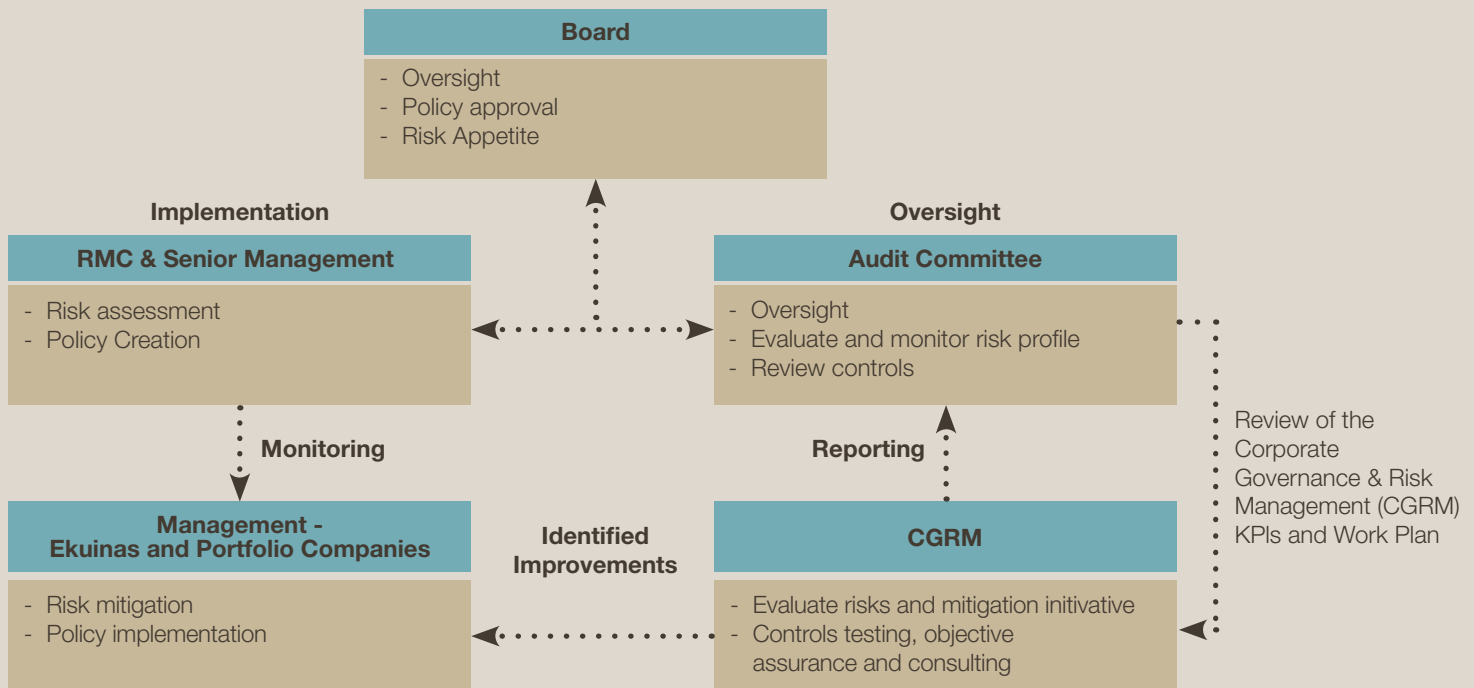 Board
- Oversight
- Policy approval
- Risk Appetite
Implementation
RMC & Senior Management
- Risk assessment
- Policy Creation
Oversight
Audit Committee
- Oversight
- Evaluate and monitor risk profile
- Review controls
Monitoring
Reporting
Review of the
Corporate
Governance & Risk
Management (CGRM)
KPIs and Work Plan
Management -
Ekuinas and Portfolio Companies
- Risk mitigation
- Policy implementation
Identified
Improvements
CGRM
- Evaluate risks and mitigation initivative
- Controls testing, objective
assurance and consulting